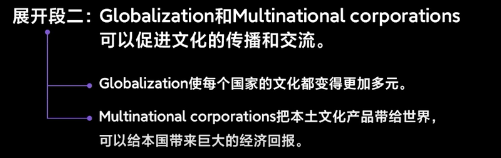 展开段二：Globalization和Multinational corporations
可以促进文化的传播和交流。
Globalization使每个国家的文化都变得更加多元。
Multinational corporations把本土文化产品带给世界，
可以给本国带来巨大的经济回报。